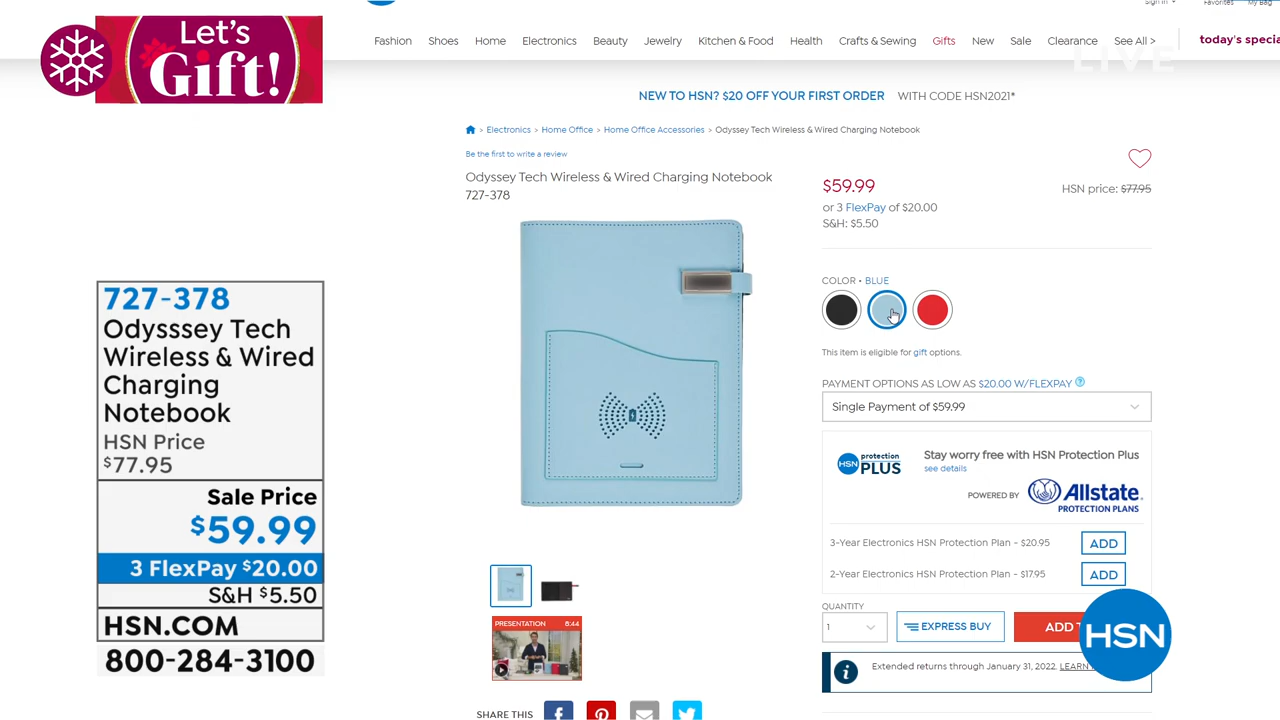 Let's
Gift!
Sign In
Favorites
My Bag
Fashion Shoes Home Electronics Beauty Jewelry Kitchen & Food Health Crafts & Sewing Gifts New Sale Clearance See All >
today's specia
LIVE
NEW TO HSN? $20 OFF YOUR FIRST ORDER WITH CODE HSN2021*
> Electronics > Home Office > Home Office Accessories > Odyssey Tech Wireless & Wired Charging Notebook
Be the first to write a review
Odyssey Tech Wireless & Wired Charging Notebook
727-378
$59.99
HSN price: $77.95
or 3 FlexPay of $20.00
S&H: $5.50
COLOR • BLUE
This item is eligible for gift options.
PAYMENT OPTIONS AS LOW AS $20.00 W/FLEXPAY ?
Single Payment of $59.99
HSN protection PLUS
Stay worry free with HSN Protection Plus
see details
POWERED BY Allstate.
PROTECTION PLANS
3-Year Electronics HSN Protection Plan - $20.95 ADD
2-Year Electronics HSN Protection Plan - $17.95 ADD
QUANTITY
1
EXPRESS BUY
ADD T
HSN
i
Extended returns through January 31, 2022. LEARN
PRESENTATION 8:44
SHARE THIS
727-378
Odysssey Tech
Wireless & Wired
Charging
Notebook
HSN Price
$77.95
Sale Price
$59.99
3 FlexPay $20.00
S&H $5.50
HSN.COM
800-284-3100